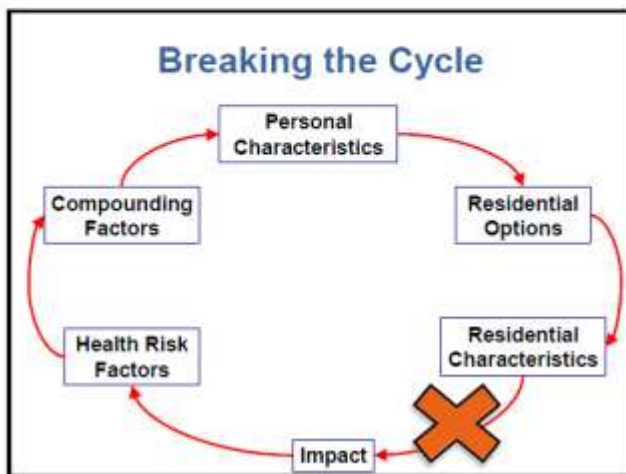 Breaking the Cycle
Personal
Characteristics
Compounding
Factors
Residential
Options
Health Risk
Factors
Residential
Characteristics
Impact